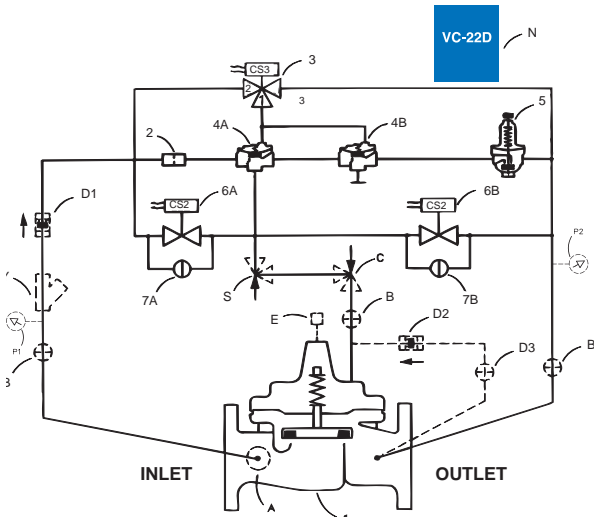 VC-22D
N
CS3
3
2
1
3
4A
4B
5
2
D1
6A
6B
CS2
CS2
P2
7A
7B
S
C
B
E
D2
D3
P1
B
INLET
OUTLET
A